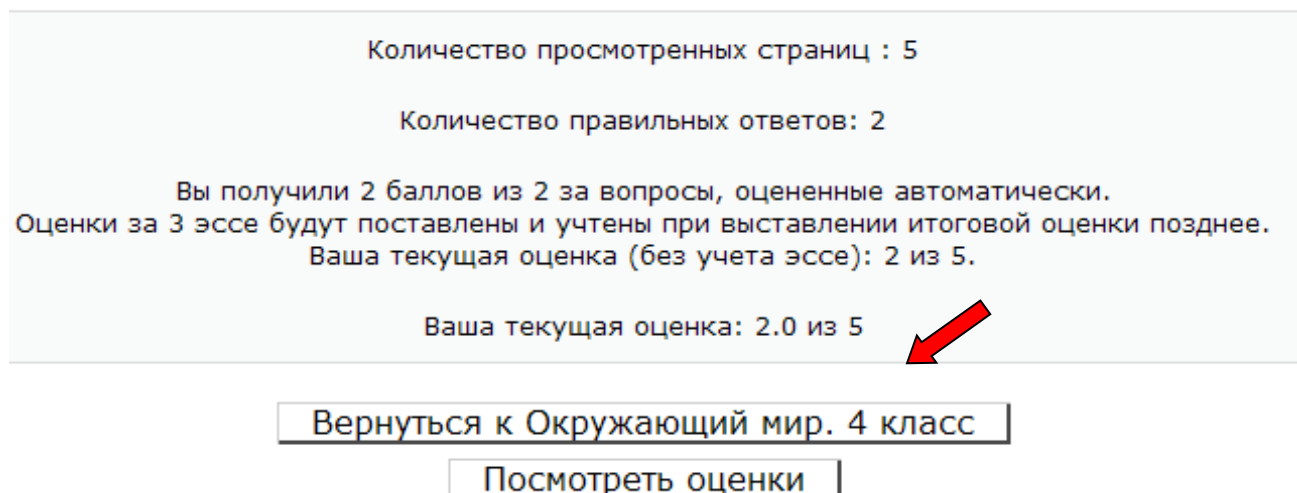 Количество просмотренных страниц : 5
Количество правильных ответов: 2
Вы получили 2 баллов из 2 за вопросы, оцененные автоматически.
Оценки за 3 эссе будут поставлены и учтены при выставлении итоговой оценки позднее.
Ваша текущая оценка (без учета эссе): 2 из 5.
Ваша текущая оценка: 2.0 из 5
Вернуться к Окружающий мир. 4 класс
Посмотреть оценки